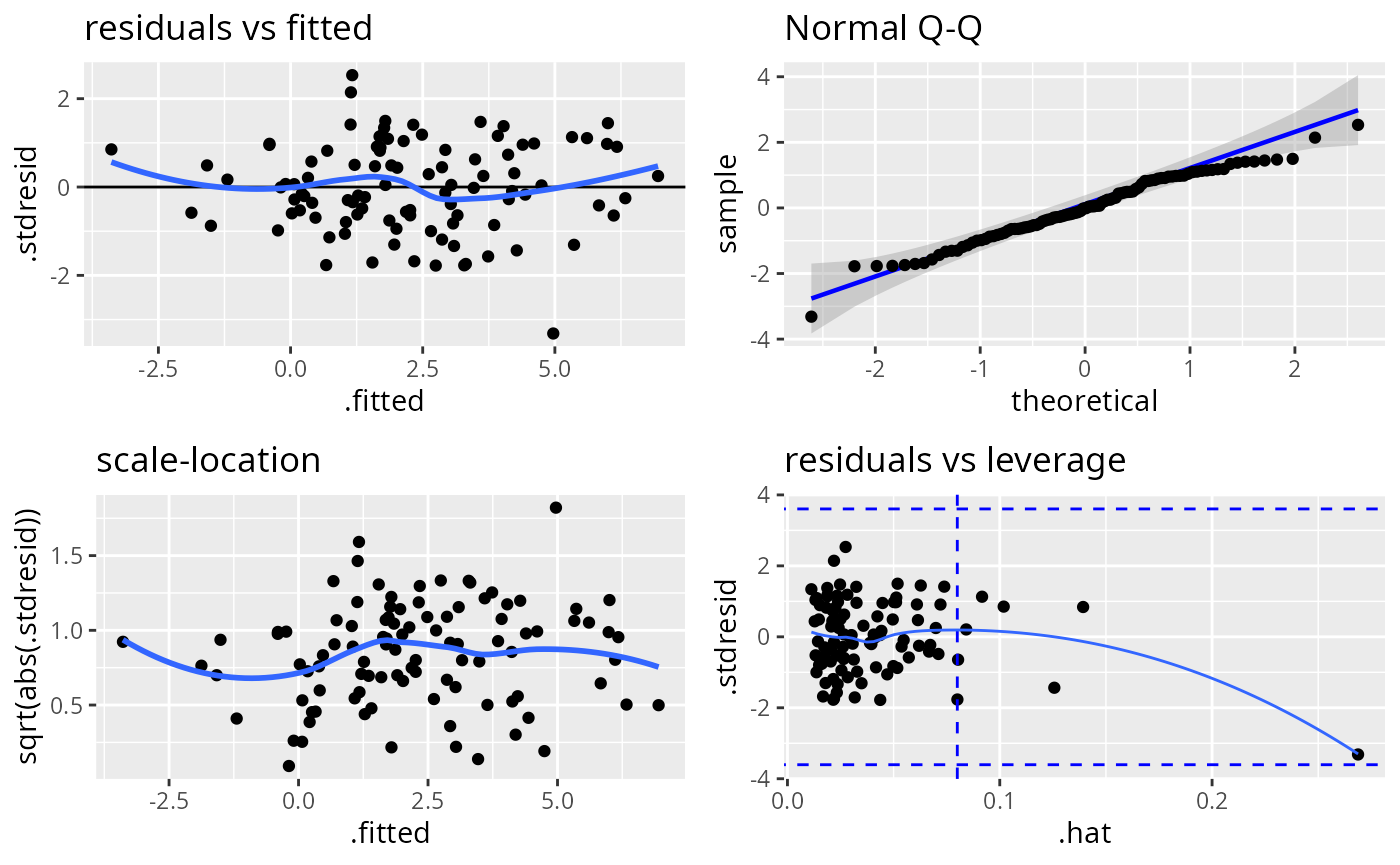 residuals vs fitted
.stdresid
2
0
-2
-2.5
0.0
2.5
5.0
.fitted
Normal Q-Q
sample
4
2
0
-2
-4
-2
-1
0
1
2
theoretical
scale-location
sqrt(abs(.stdresid))
1.5
1.0
0.5
-2.5
0.0
2.5
5.0
.fitted
residuals vs leverage
.stdresid
4
2
0
-2
-4
0.0
0.1
0.2
.hat